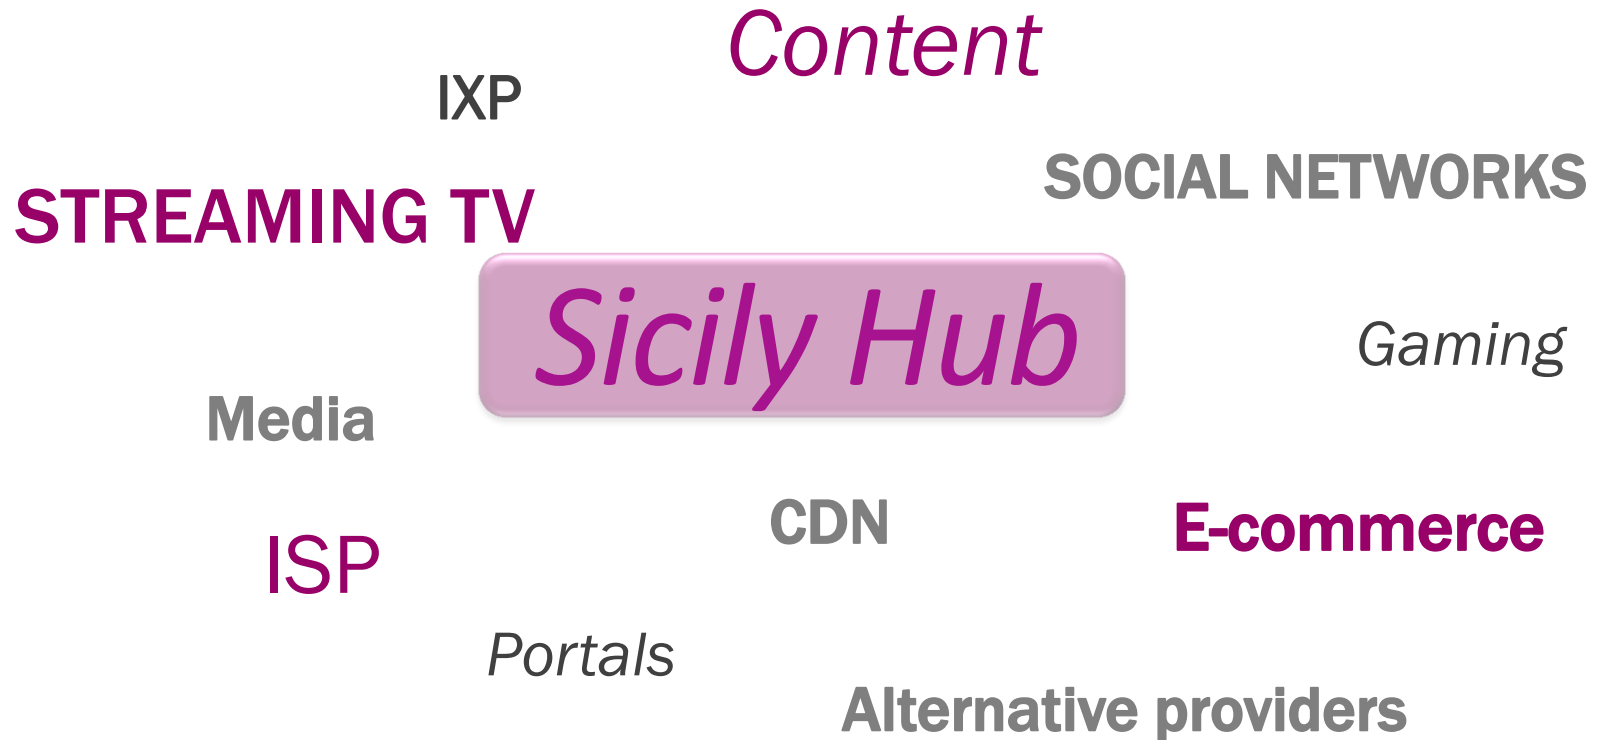 Content
IXP
SOCIAL NETWORKS
STREAMING TV
Sicily Hub
Gaming
Media
CDN
E-commerce
ISP
Portals
Alternative providers